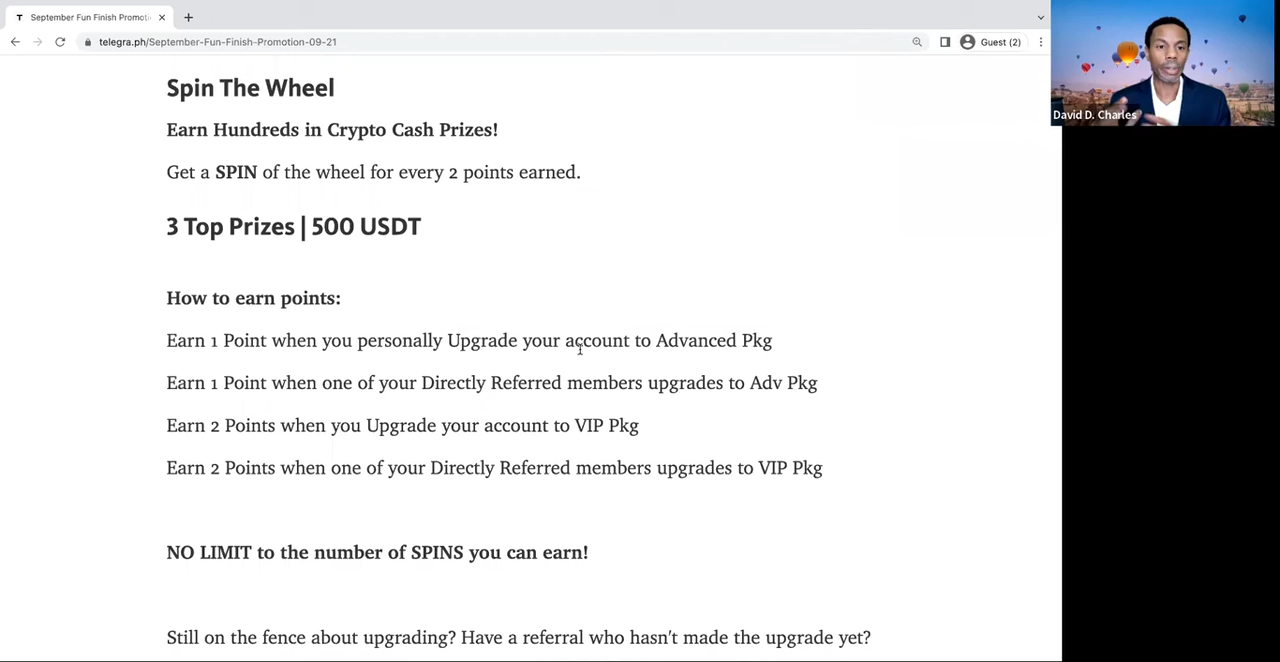 September Fun Finish Promoti
telegra.ph/September-Fun-Finish-Promotion-09-21
Guest (2)
David D. Charles
Spin The Wheel
Earn Hundreds in Crypto Cash Prizes!
Get a SPIN of the wheel for every 2 points earned.
3 Top Prizes | 500 USDT
How to earn points:
Earn 1 Point when you personally Upgrade your account to Advanced Pkg
Earn 1 Point when one of your Directly Referred members upgrades to Adv Pkg
Earn 2 Points when you Upgrade your account to VIP Pkg
Earn 2 Points when one of your Directly Referred members upgrades to VIP Pkg
NO LIMIT to the number of SPINS you can earn!
Still on the fence about upgrading? Have a referral who hasn't made the upgrade yet?